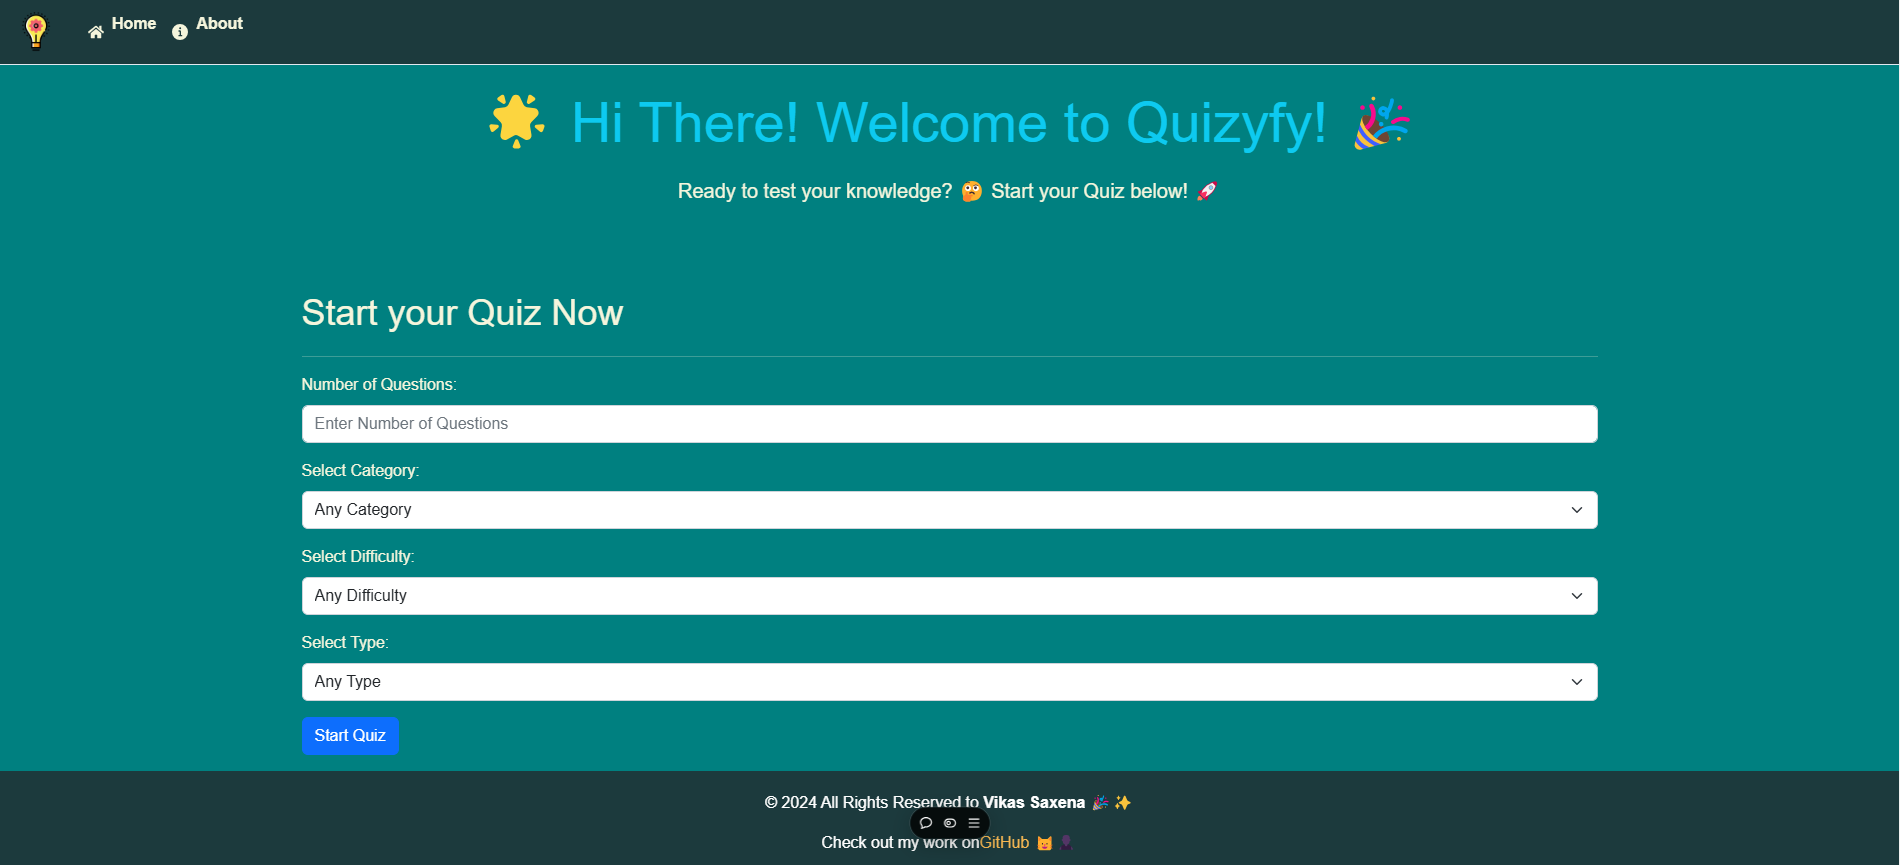 Home About
🌟 Hi There! Welcome to Quizyfy! 🎉
Ready to test your knowledge? 🤔 Start your Quiz below! 🚀
Start your Quiz Now
Number of Questions:
Enter Number of Questions
Select Category:
Any Category
Select Difficulty:
Any Difficulty
Select Type:
Any Type
Start Quiz
© 2024 All Rights Reserved to Vikas Saxena 🎉 ✨
Check out my work onGitHub